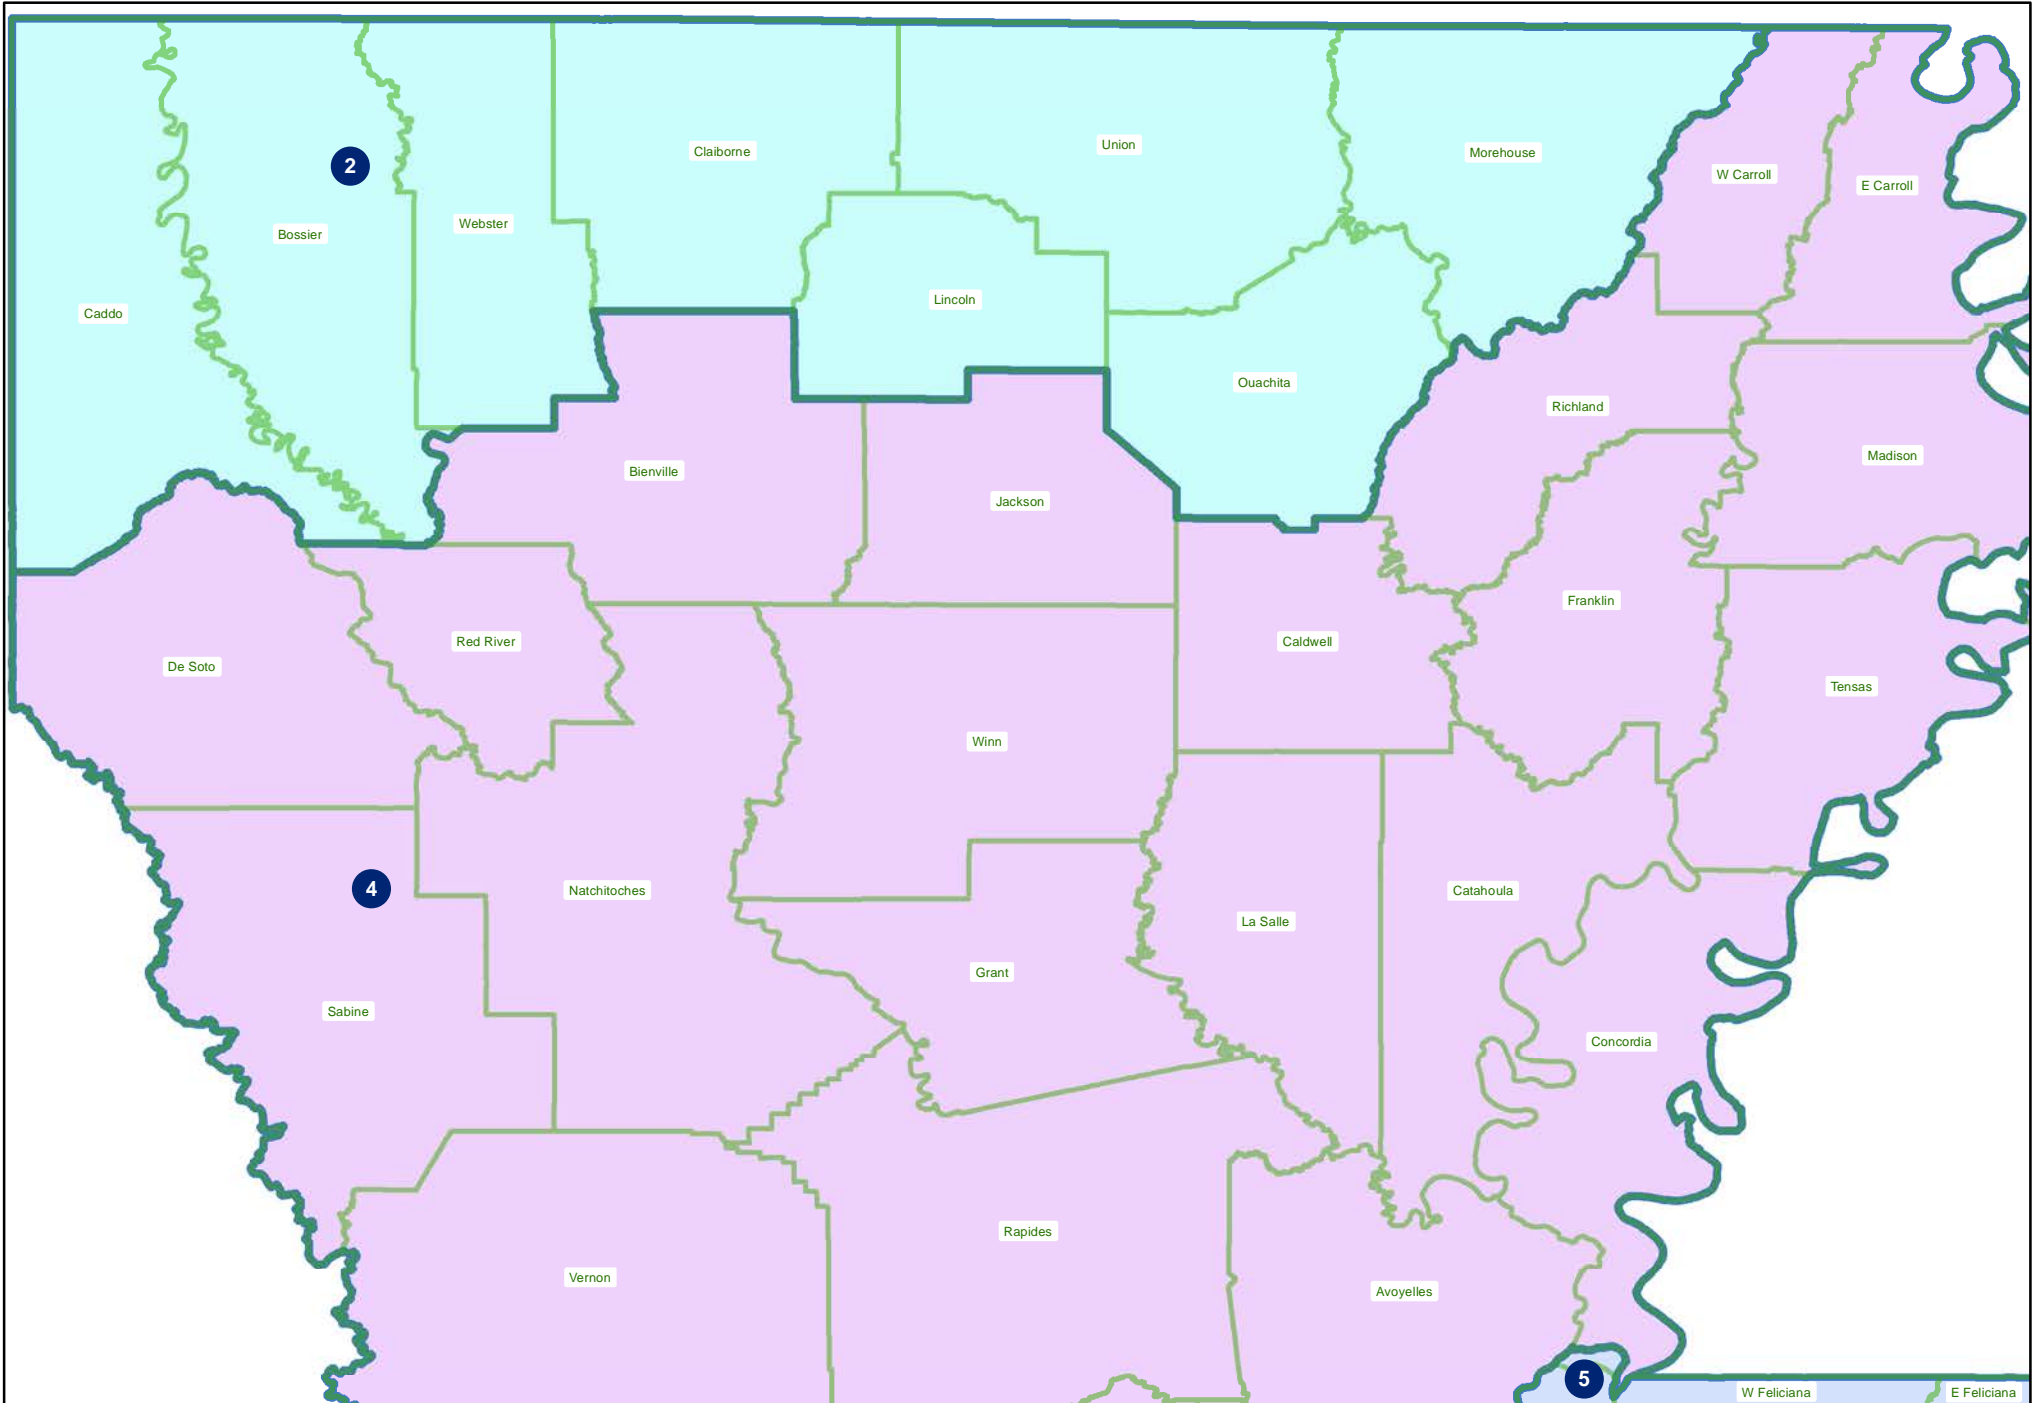 Union
Claiborne
Morehouse
2
W Carroll
E Carroll
Webster
Bossier
Lincoln
Caddo
Ouachita
Richland
Madison
Bienville
Jackson
Franklin
Red River
Caldwell
De Soto
Tensas
Winn
4
Natchitoches
Catahoula
La Salle
Grant
Sabine
Concordia
Rapides
Vernon
Avoyelles
5
W Feliciana
E Feliciana